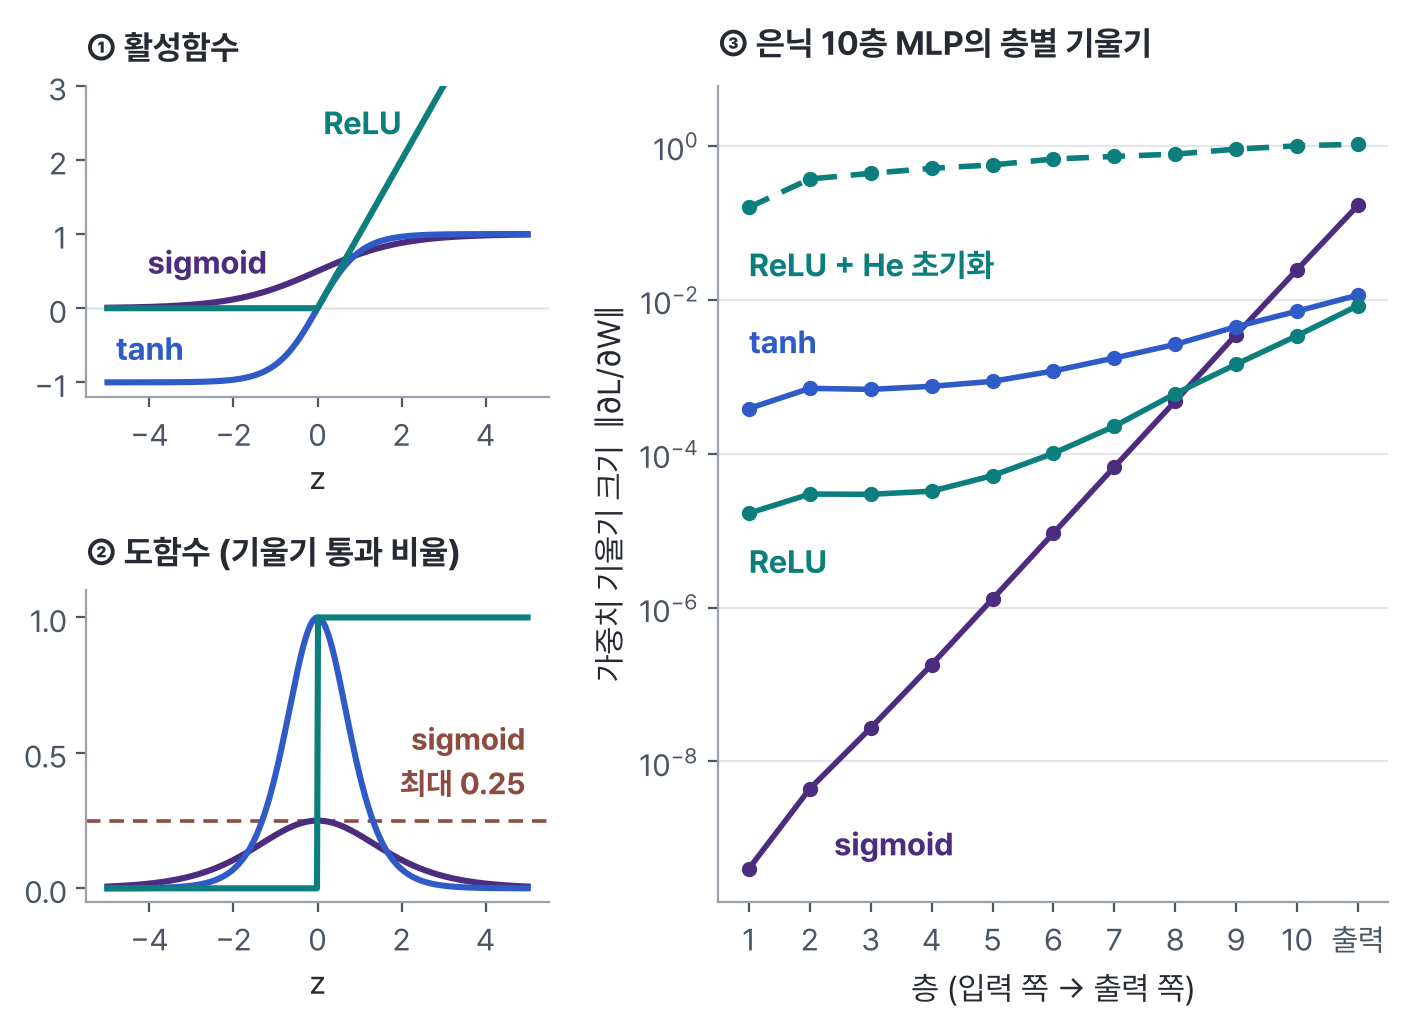 ① 활성함수
3
2
1
0
−1
ReLU
sigmoid
tanh
−4 −2 0 2 4
z
② 도함수 (기울기 통과 비율)
1.0
0.5
0.0
sigmoid
최대 0.25
−4 −2 0 2 4
z
③ 은닉 10층 MLP의 층별 기울기
가중치 기울기 크기 ‖∂L/∂W‖
10⁰
10⁻²
10⁻⁴
10⁻⁶
10⁻⁸
ReLU + He 초기화
tanh
ReLU
sigmoid
1 2 3 4 5 6 7 8 9 10 출력
층 (입력 쪽 → 출력 쪽)